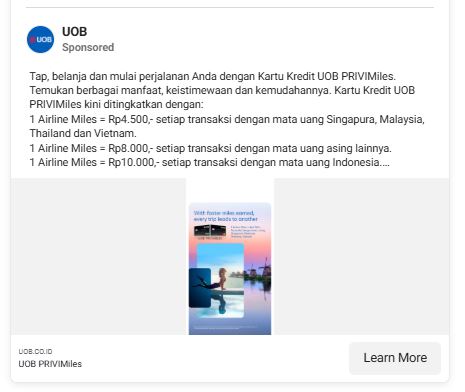 UOB
UOB
Sponsored
Tap, belanja dan mulai perjalanan Anda dengan Kartu Kredit UOB PRIVIMiles.
Temukan berbagai manfaat, keistimewaan dan kemudahannya. Kartu Kredit UOB
PRIVIMiles kini ditingkatkan dengan:
1 Airline Miles = Rp4.500,- setiap transaksi dengan mata uang Singapura, Malaysia,
Thailand dan Vietnam.
1 Airline Miles = Rp8.000,- setiap transaksi dengan mata uang asing lainnya.
1 Airline Miles = Rp10.000,- setiap transaksi dengan mata uang Indonesia....
With faster miles earned,
every trip leads to another
UOB PRIVIMILES
UOB.CO.ID
UOB PRIVIMiles
Learn More